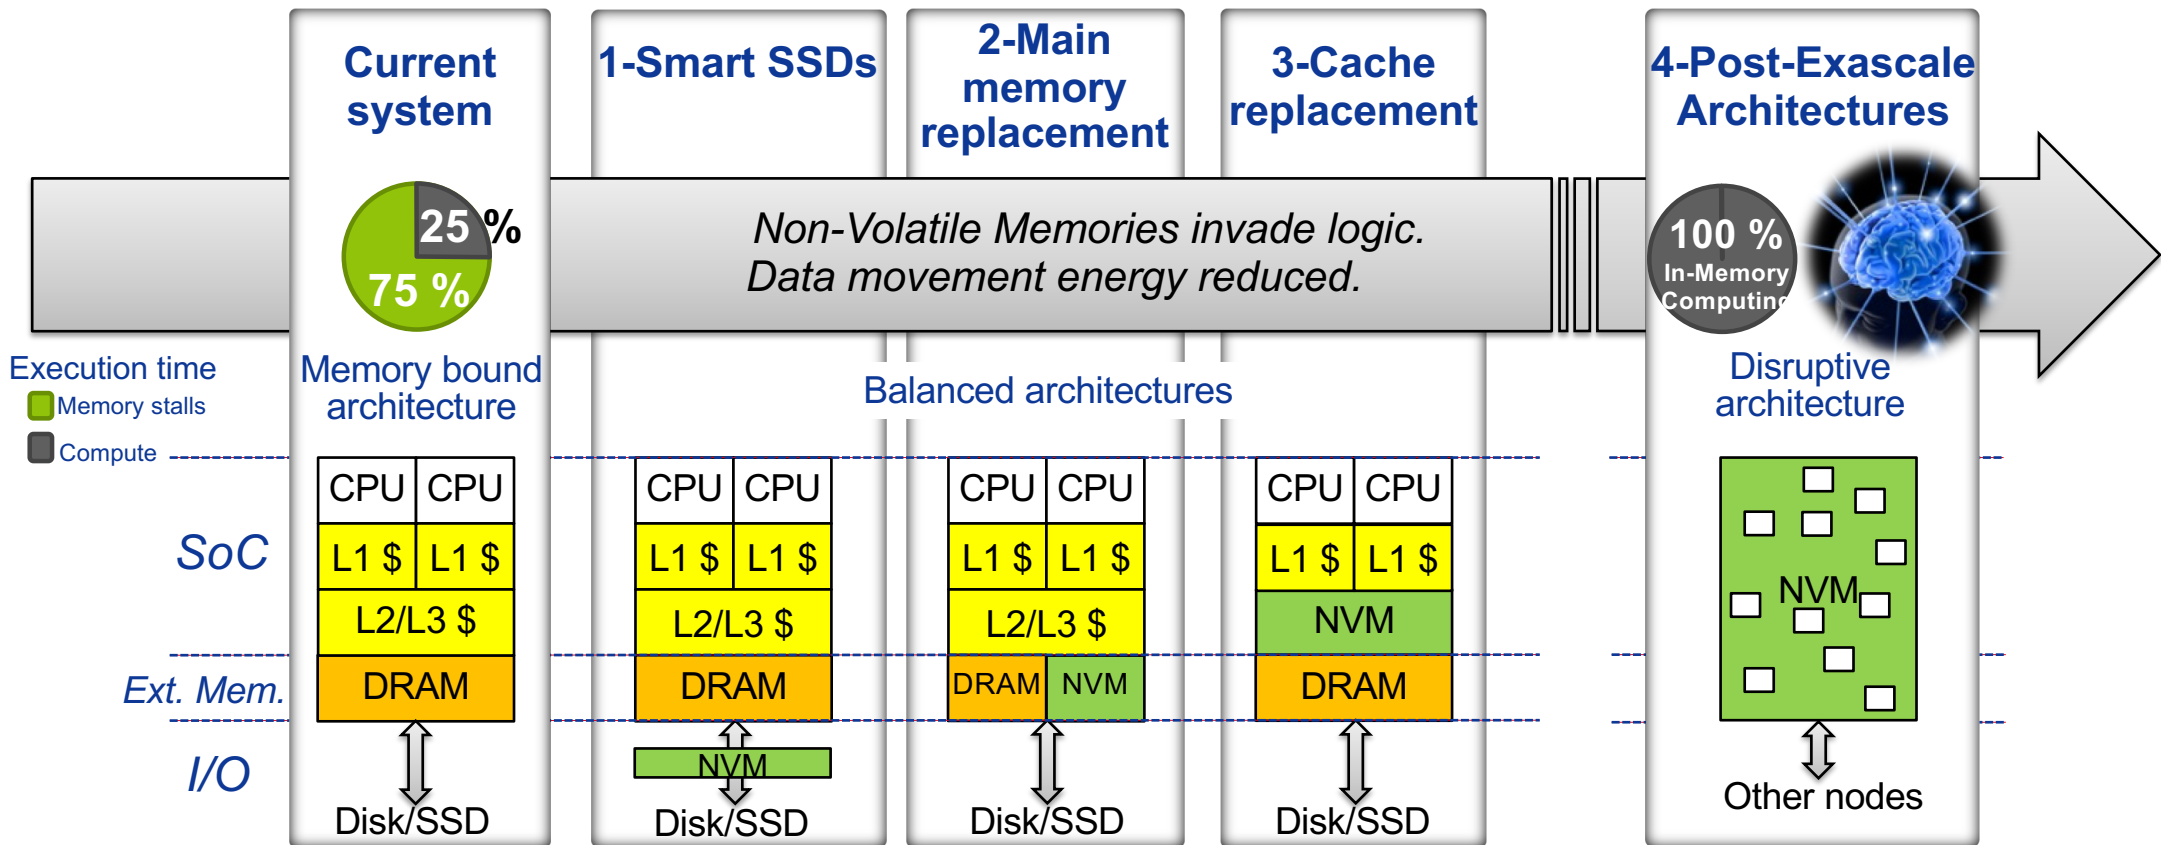 Current
system
1-Smart SSDs
2-Main
memory
replacement
3-Cache
replacement
4-Post-Exascale
Architectures
25 %
75 %
Non-Volatile Memories invade logic.
Data movement energy reduced.
100 %
In-Memory
Computing
Execution time
Memory stalls
Compute
Memory bound
architecture
Balanced architectures
Disruptive
architecture
SoC
Ext. Mem.
I/O
CPU CPU
L1 $ L1 $
L2/L3 $
DRAM
Disk/SSD
CPU CPU
L1 $ L1 $
L2/L3 $
DRAM
NVM
Disk/SSD
CPU CPU
L1 $ L1 $
L2/L3 $
DRAM NVM
Disk/SSD
CPU CPU
L1 $ L1 $
NVM
DRAM
Disk/SSD
NVM
Other nodes